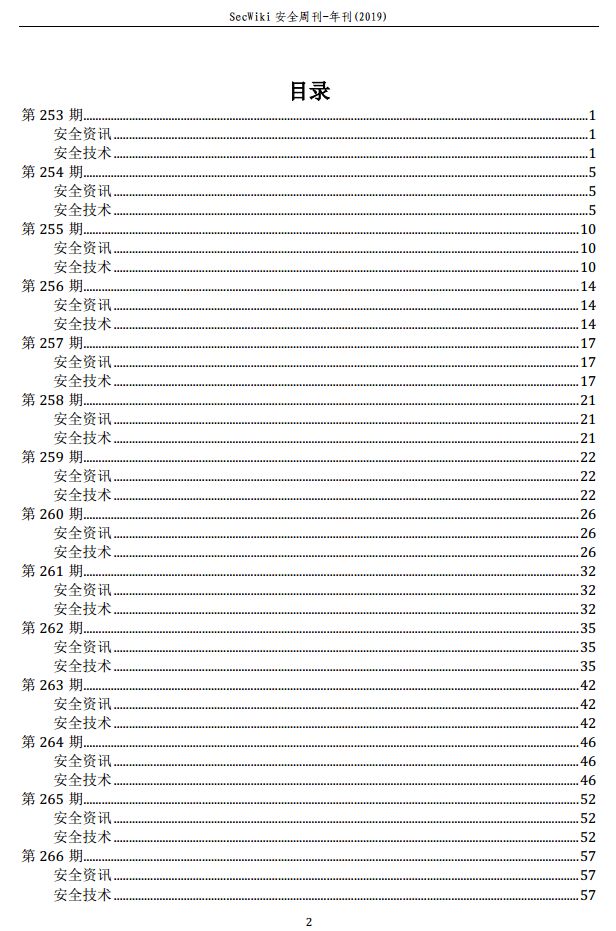 SecWiki 安全周刊-年刊(2019)
目录
第 253 期........................1
安全资讯........................1
安全技术........................1
第 254 期........................5
安全资讯........................5
安全技术........................5
第 255 期........................10
安全资讯........................10
安全技术........................10
第 256 期........................14
安全资讯........................14
安全技术........................14
第 257 期........................17
安全资讯........................17
安全技术........................17
第 258 期........................21
安全资讯........................21
安全技术........................21
第 259 期........................22
安全资讯........................22
安全技术........................22
第 260 期........................26
安全资讯........................26
安全技术........................26
第 261 期........................32
安全资讯........................32
安全技术........................32
第 262 期........................35
安全资讯........................35
安全技术........................35
第 263 期........................42
安全资讯........................42
安全技术........................42
第 264 期........................46
安全资讯........................46
安全技术........................46
第 265 期........................52
安全资讯........................52
安全技术........................52
第 266 期........................57
安全资讯........................57
安全技术........................57
2